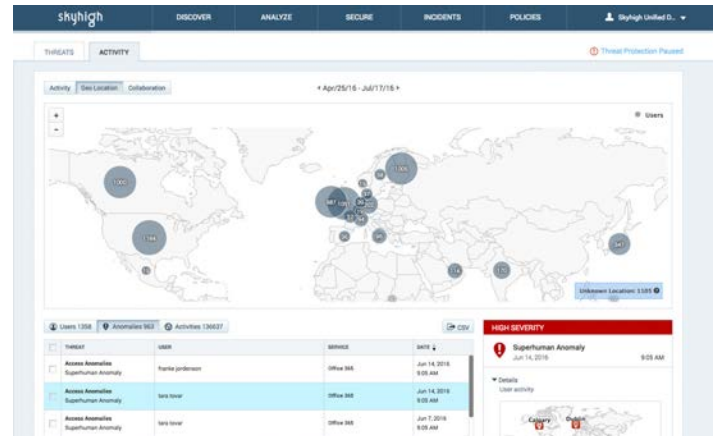 skyhigh
DISCOVER
ANALYZE
SECURE
INCIDENTS
POLICIES
Skyhigh Unified D..
THREATS
ACTIVITY
Threat Protection Paused
Activity
Geo Location
Collaboration
Apr/25/16 - Jul/17/16
+
-
Users
1000
1184
Unknown Location: 1185
Users 1358
Anomalies 963
Activities 136637
CSV
THREAT
USER
SERVICE
DATE
Access Anomalies
Superhuman Anomaly
franke jordenson
Office 365
Jun 14, 2016
9:05 AM
Access Anomalies
Superhuman Anomaly
tara tovar
Office 365
Jun 14, 2016
9:05 AM
Access Anomalies
Superhuman Anomaly
tara tovar
Office 365
Jun 7, 2016
9:05 AM
HIGH SEVERITY
Superhuman Anomaly
Jun 14, 2016
9:05 AM
Details
User activity
Calgary
Dublin